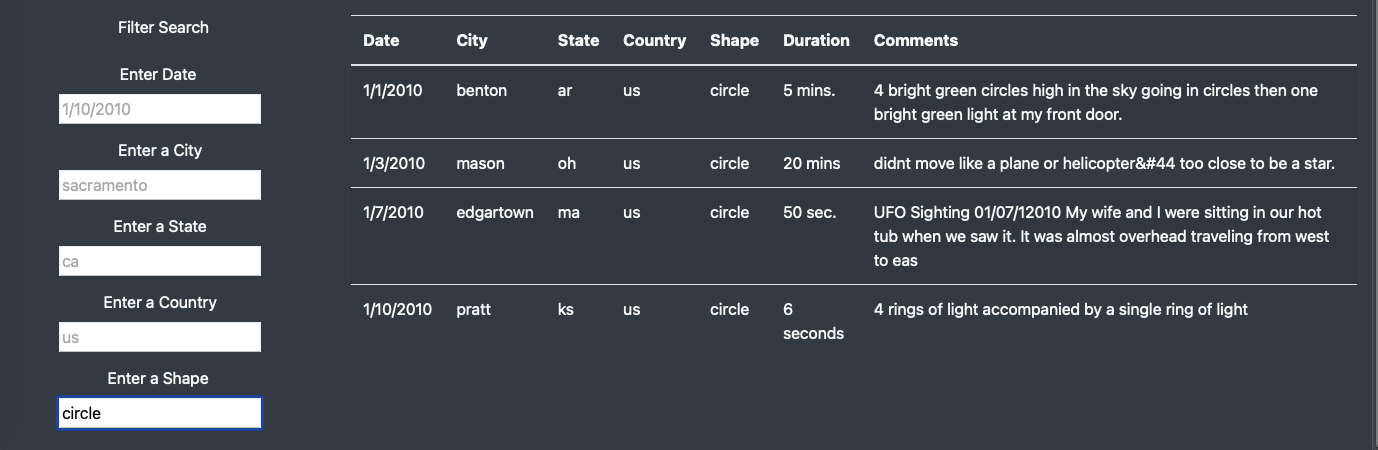 Filter Search
Enter Date
1/10/2010
Enter a City
sacramento
Enter a State
ca
Enter a Country
us
Enter a Shape
circle
Date City State Country Shape Duration Comments
1/1/2010 benton ar us circle 5 mins. 4 bright green circles high in the sky going in circles then one
bright green light at my front door.
1/3/2010 mason oh us circle 20 mins didnt move like a plane or helicopter&#44 too close to be a star.
1/7/2010 edgartown ma us circle 50 sec. UFO Sighting 01/07/12010 My wife and I were sitting in our hot
tub when we saw it. It was almost overhead traveling from west
to eas
1/10/2010 pratt ks us circle 6 4 rings of light accompanied by a single ring of light
seconds